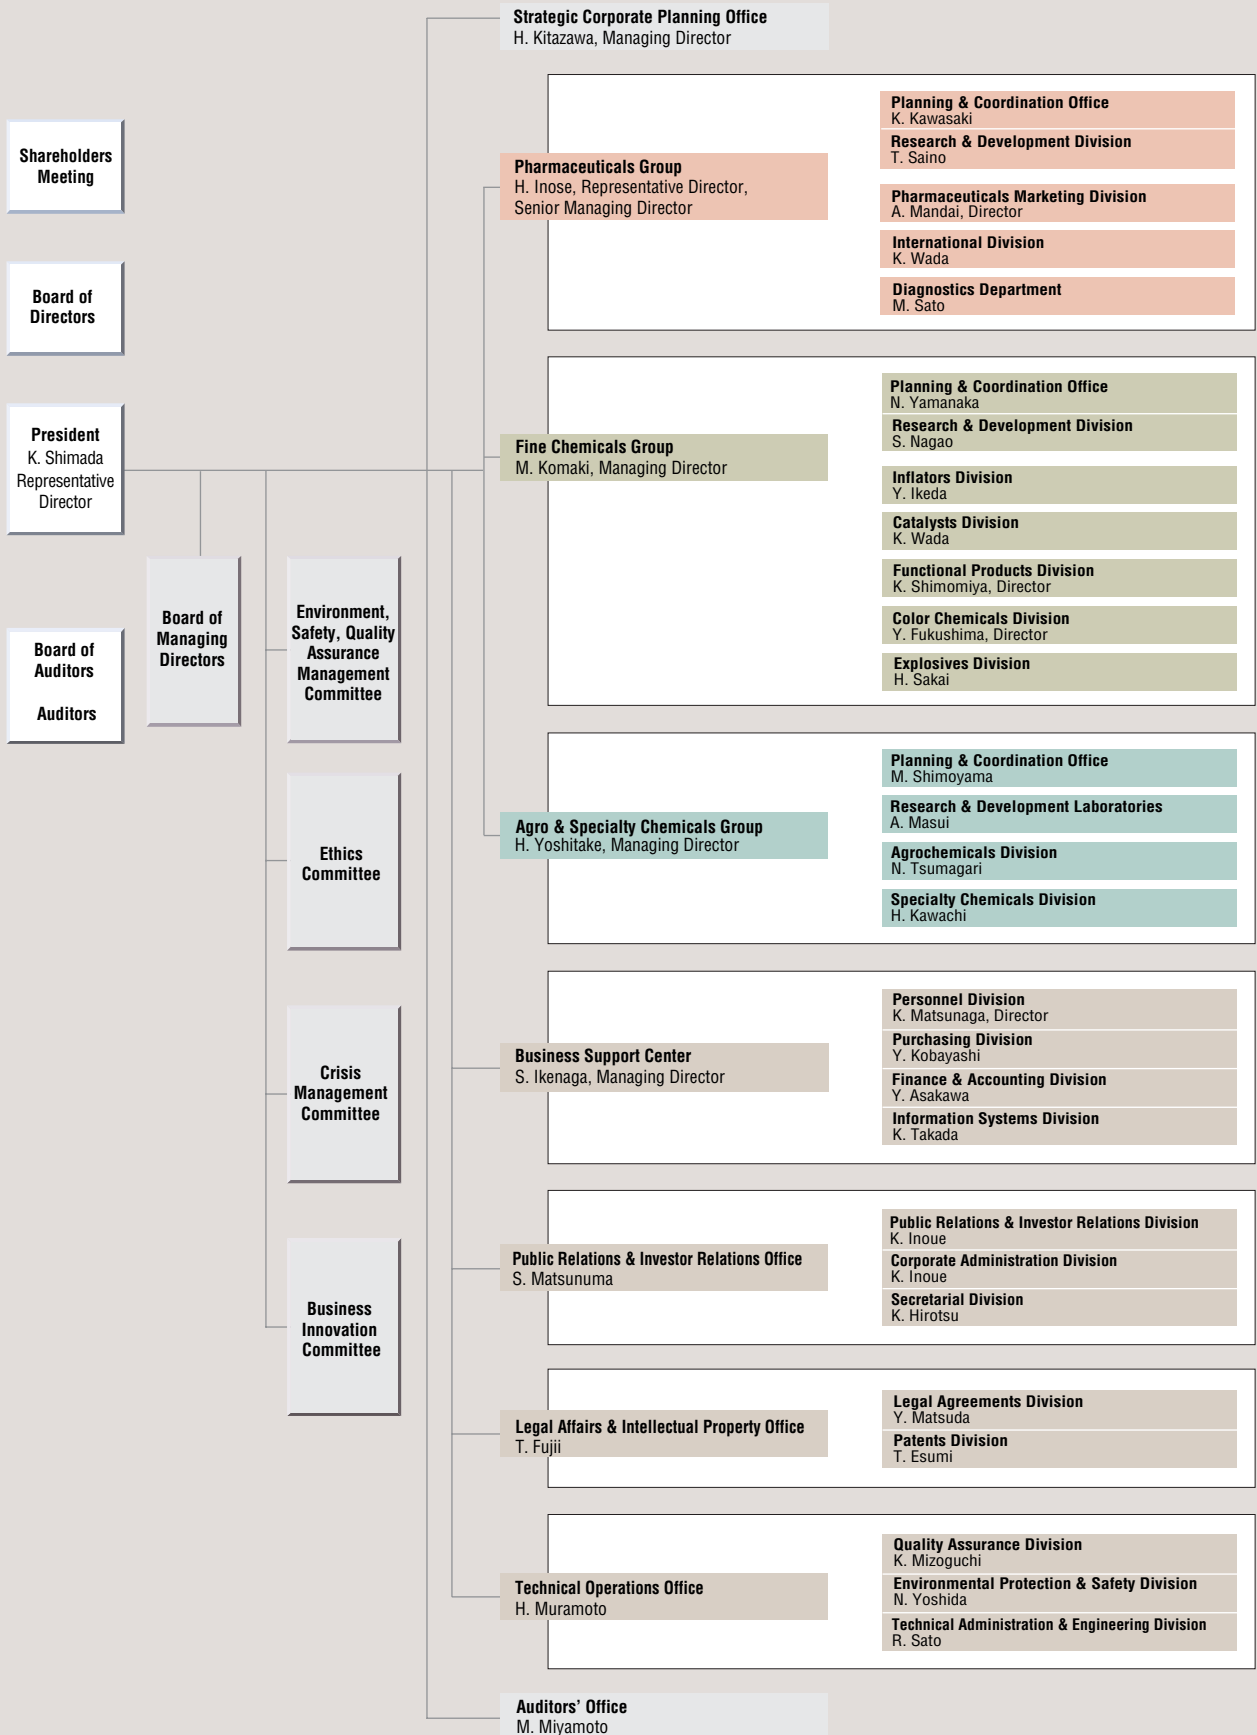 Shareholders
Meeting
Board of
Directors
President
K. Shimada
Representative
Director
Board of
Auditors
Auditors
Board of
Managing
Directors
Environment,
Safety, Quality
Assurance
Management
Committee
Ethics
Committee
Crisis
Management
Committee
Business
Innovation
Committee
Strategic Corporate Planning Office
H. Kitazawa, Managing Director
Pharmaceuticals Group
H. Inose, Representative Director,
Senior Managing Director
Planning & Coordination Office
K. Kawasaki
Research & Development Division
T. Saino
Pharmaceuticals Marketing Division
A. Mandai, Director
International Division
K. Wada
Diagnostics Department
M. Sato
Fine Chemicals Group
M. Komaki, Managing Director
Planning & Coordination Office
N. Yamanaka
Research & Development Division
S. Nagao
Inflators Division
Y. Ikeda
Catalysts Division
K. Wada
Functional Products Division
K. Shimomiya, Director
Color Chemicals Division
Y. Fukushima, Director
Explosives Division
H. Sakai
Agro & Specialty Chemicals Group
H. Yoshitake, Managing Director
Planning & Coordination Office
M. Shimoyama
Research & Development Laboratories
A. Masui
Agrochemicals Division
N. Tsumagari
Specialty Chemicals Division
H. Kawachi
Business Support Center
S. Ikenaga, Managing Director
Personnel Division
K. Matsunaga, Director
Purchasing Division
Y. Kobayashi
Finance & Accounting Division
Y. Asakawa
Information Systems Division
K. Takada
Public Relations & Investor Relations Office
S. Matsunuma
Public Relations & Investor Relations Division
K. Inoue
Corporate Administration Division
K. Inoue
Secretarial Division
K. Hirotsu
Legal Affairs & Intellectual Property Office
T. Fujii
Legal Agreements Division
Y. Matsuda
Patents Division
T. Esumi
Technical Operations Office
H. Muramoto
Quality Assurance Division
K. Mizoguchi
Environmental Protection & Safety Division
N. Yoshida
Technical Administration & Engineering Division
R. Sato
Auditors’ Office
M. Miyamoto